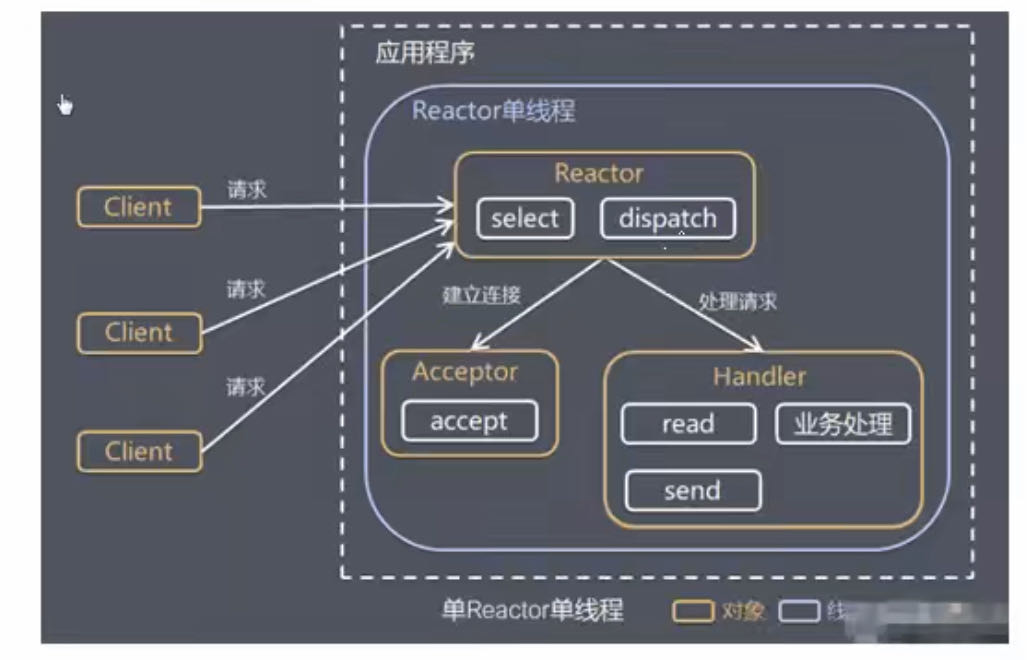 应用程序
Reactor单线程
Reactor
select
dispatch
Client
请求
Client
请求
Client
请求
建立连接
处理请求
Acceptor
accept
Handler
read
业务处理
send
单Reactor单线程
对象
线